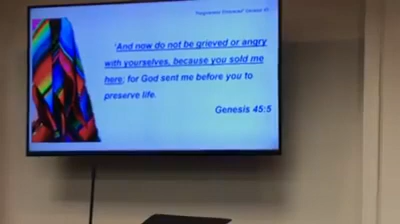 'And now do not be grieved or angry
with yourselves, because you sold me
here; for God sent me before you to
preserve life.
Genesis 45:5